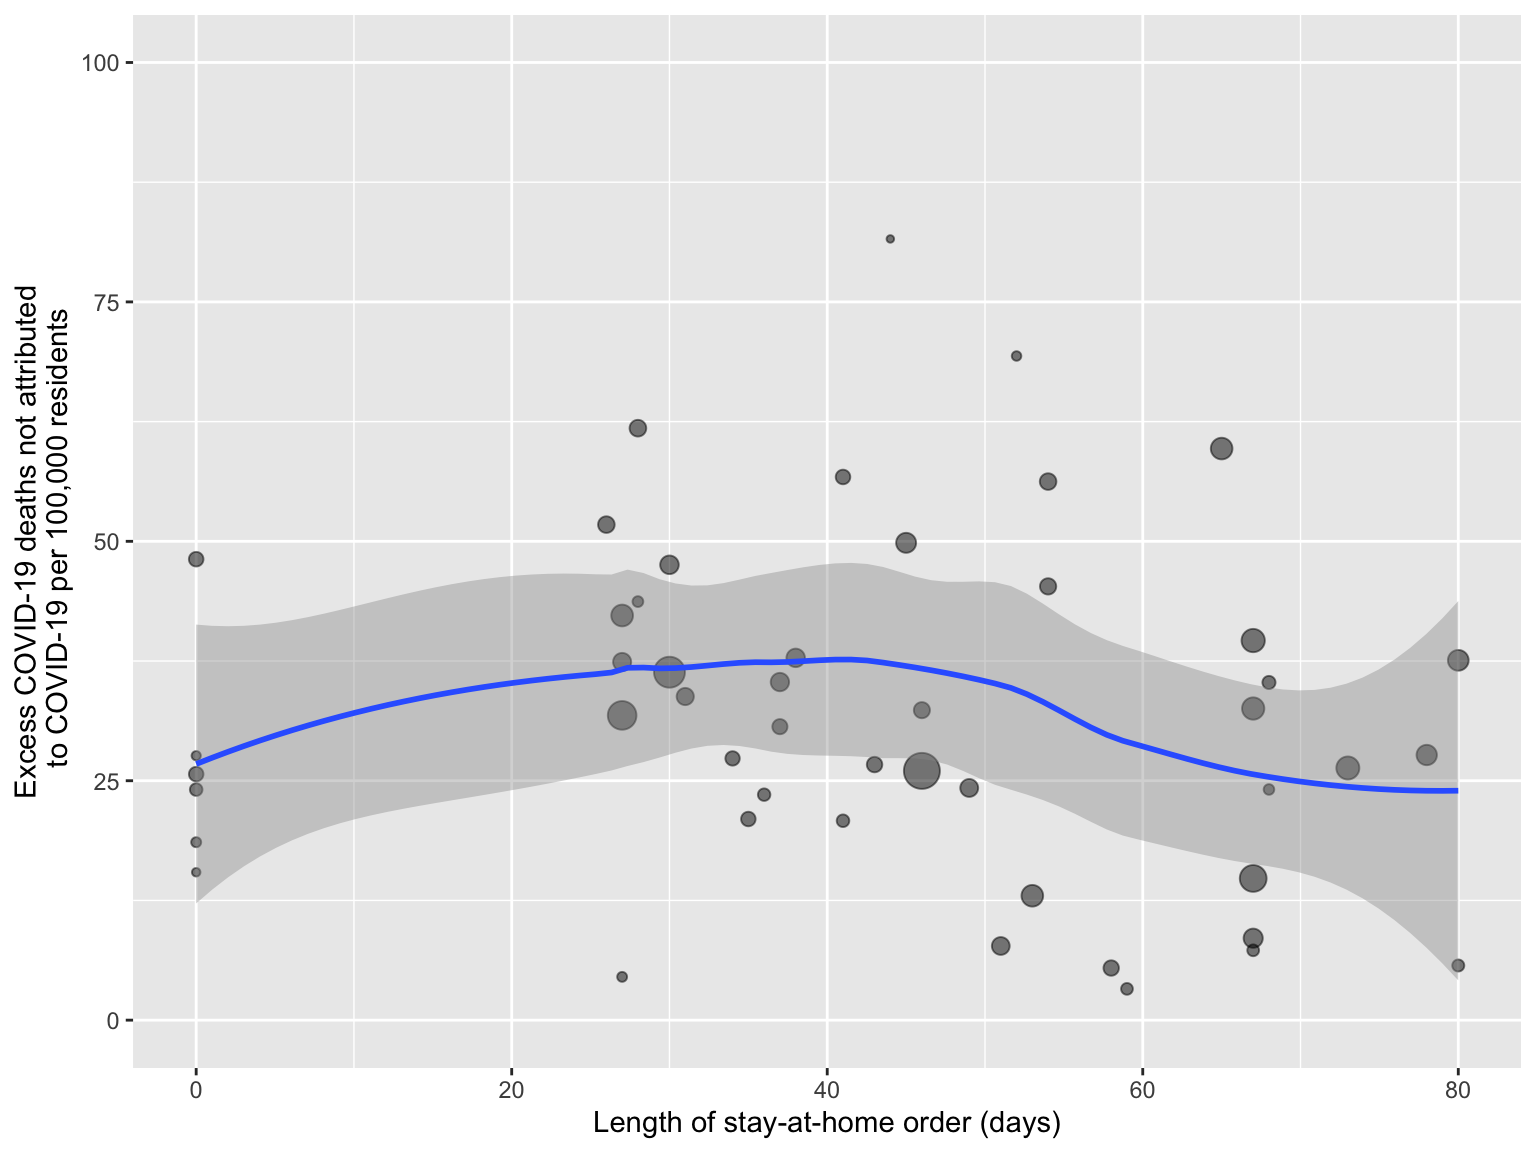 Excess COVID-19 deaths not attributed
to COVID-19 per 100,000 residents
100
75
50
25
0
0 20 40 60 80
Length of stay-at-home order (days)